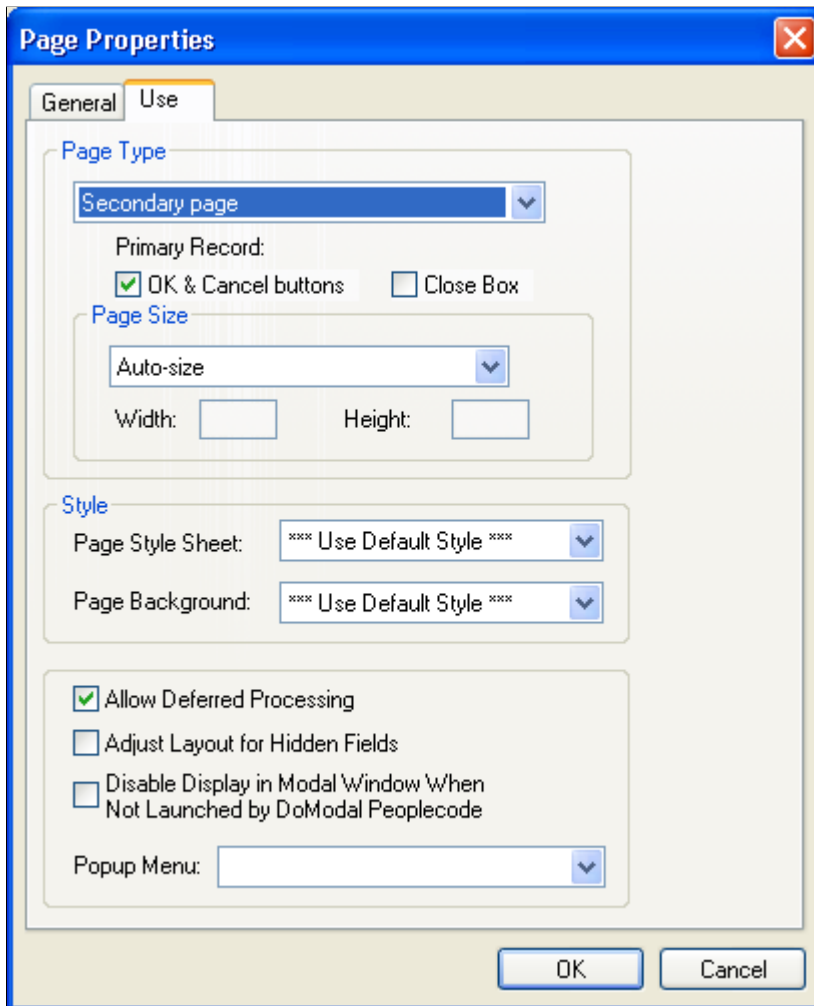 Page Properties
General Use
Page Type
Secondary page
Primary Record:
OK & Cancel buttons Close Box
Page Size
Auto-size
Width: Height:
Style
Page Style Sheet: *** Use Default Style ***
Page Background: *** Use Default Style ***
Allow Deferred Processing
Adjust Layout for Hidden Fields
Disable Display in Modal Window When
Not Launched by DoModal Peoplecode
Popup Menu:
OK Cancel